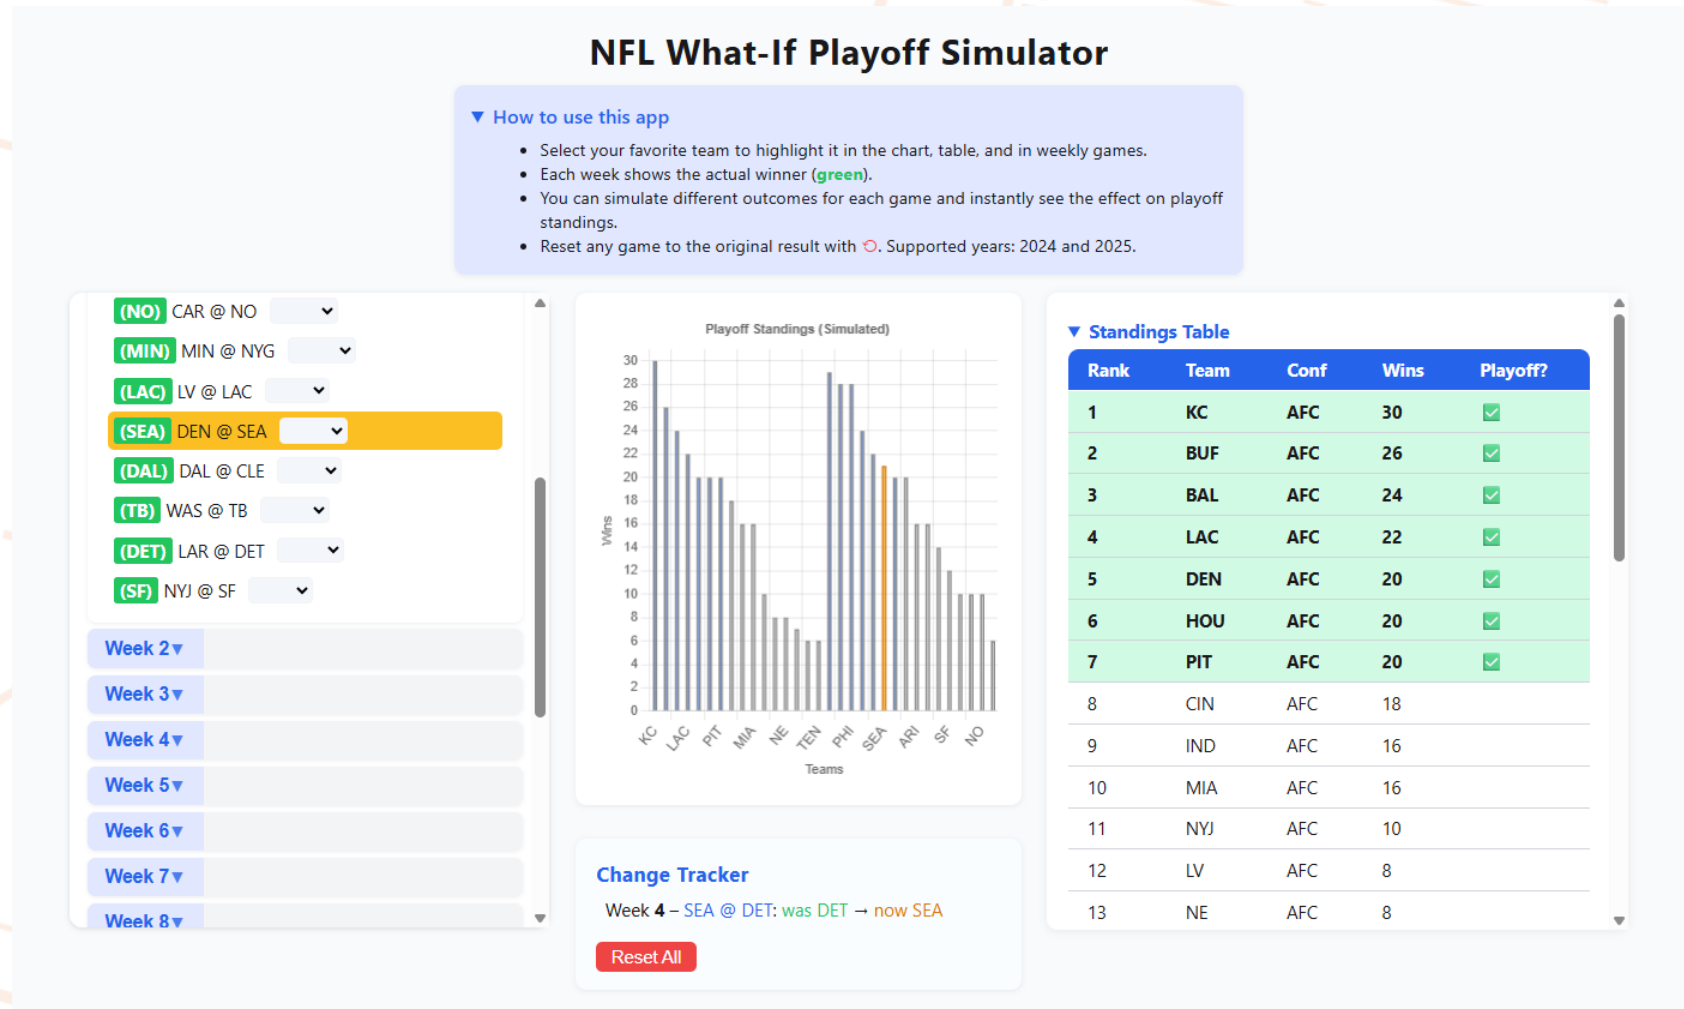 NFL What-If Playoff Simulator
▼ How to use this app
• Select your favorite team to highlight it in the chart, table, and in weekly games.
• Each week shows the actual winner (green).
• You can simulate different outcomes for each game and instantly see the effect on playoff
standings.
• Reset any game to the original result with ⟲. Supported years: 2024 and 2025.
(NO) CAR @ NO
(MIN) MIN @ NYG
(LAC) LV @ LAC
(SEA) DEN @ SEA
(DAL) DAL @ CLE
(TB) WAS @ TB
(DET) LAR @ DET
(SF) NYJ @ SF
Week 2▼
Week 3▼
Week 4▼
Week 5▼
Week 6▼
Week 7▼
Week 8▼
Playoff Standings (Simulated)
Wins
30
28
26
24
22
20
18
16
14
12
10
8
6
4
2
0
KC LAC PIT MIA NE TEN PHI SEA ARI SF NO
Teams
Change Tracker
Week 4 – SEA @ DET: was DET → now SEA
Reset All
▼ Standings Table
Rank Team Conf Wins Playoff?
1 KC AFC 30 ✅
2 BUF AFC 26 ✅
3 BAL AFC 24 ✅
4 LAC AFC 22 ✅
5 DEN AFC 20 ✅
6 HOU AFC 20 ✅
7 PIT AFC 20 ✅
8 CIN AFC 18
9 IND AFC 16
10 MIA AFC 16
11 NYJ AFC 10
12 LV AFC 8
13 NE AFC 8